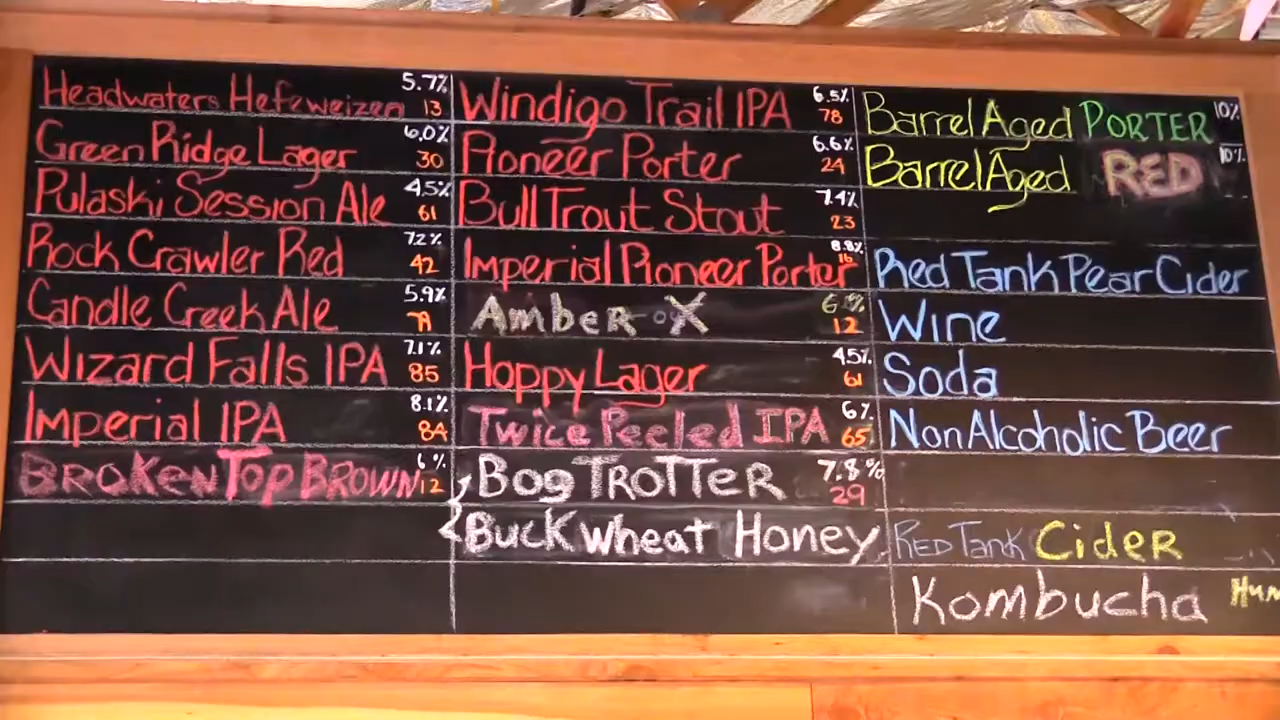 Headwaters Hefeweizen 5.7% 13
Green Ridge Lager 6.0% 30
Pulaski Session Ale 4.5% 61
Rock Crawler Red 7.2% 42
Candle Creek Ale 5.9%
Wizard Falls IPA 7.1% 85
Imperial IPA 8.1% 84
Broken Top Brown 6% 12
Windigo Trail IPA 6.5% 78
Pioneer Porter 6.6% 24
Bull Trout Stout 7.4% 23
Imperial Pioneer Porter 8.8% 16
Amber X 12
Hoppy Lager 4.5% 61
Twice Peeled IPA 6% 65
Bog Trotter 7.8% 29
Buckwheat Honey
Barrel Aged PORTER 10%
Barrel Aged RED 10%
Red Tank Pear Cider
Wine
Soda
Non Alcoholic Beer
RED Tank Cider
Kombucha